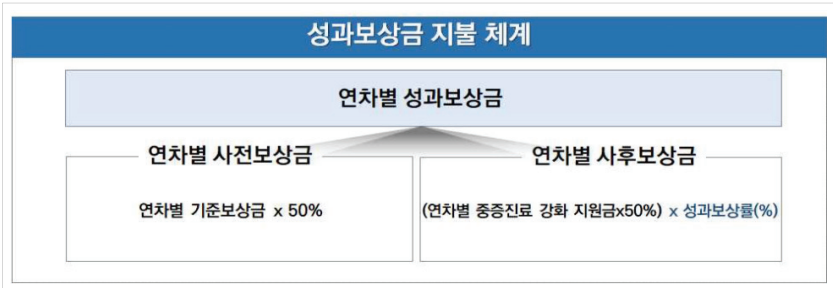 성과보상금 지불 체계
연차별 성과보상금
연차별 사전보상금
연차별 기준보상금 x 50%
연차별 사후보상금
(연차별 중증진료 강화 지원금x50%) x 성과보상률(%)